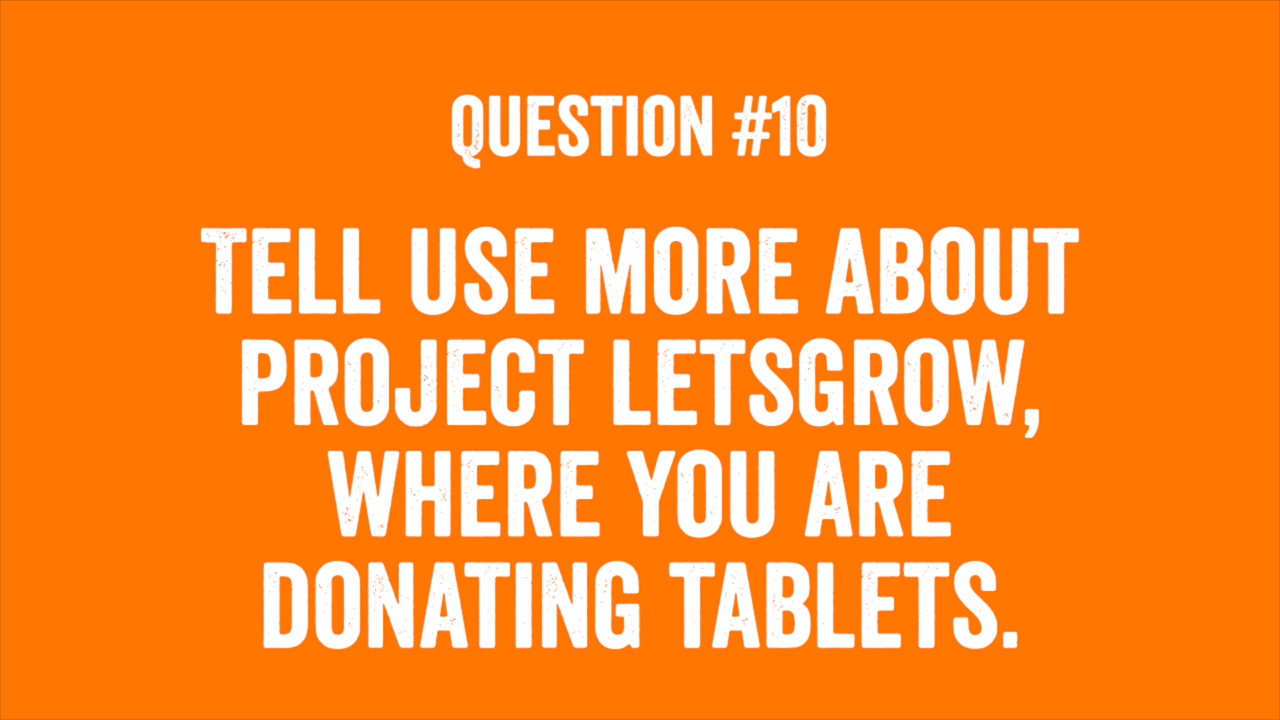 QUESTION #10
TELL USE MORE ABOUT
PROJECT LETSGROW,
WHERE YOU ARE
DONATING TABLETS.